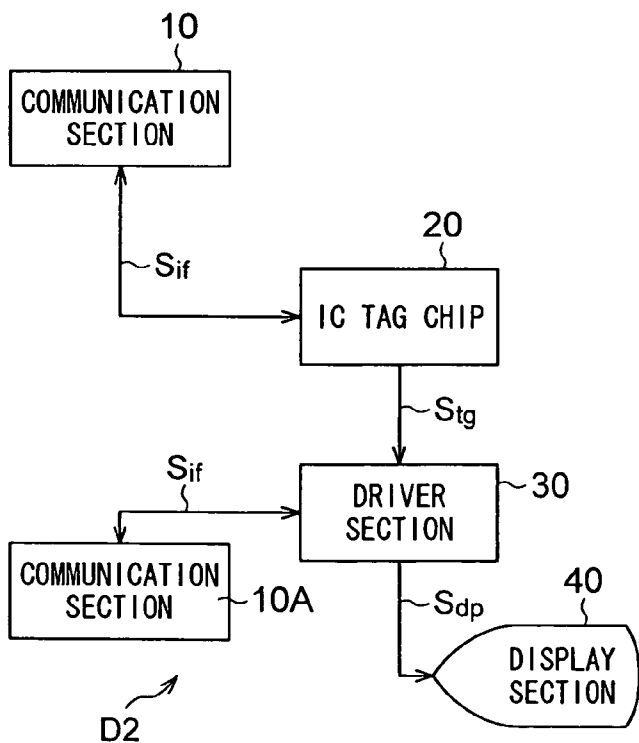 10
COMMUNICATION
SECTION
Sif
20
IC TAG CHIP
Stg
Sif
DRIVER
SECTION
30
COMMUNICATION
SECTION
10A
Sdp
40
DISPLAY
SECTION
D2